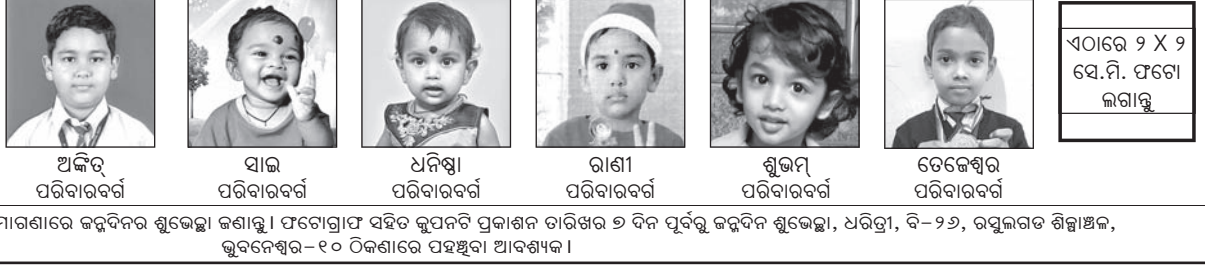 ଏଠାରେ ୨ X ୨
ସେ.ମି. ଫଟୋ
ଲଗାନ୍ତୁ
ଅଙ୍କିତ୍
ପରିବାରବର୍ଗ
ସାଇ
ପରିବାରବର୍ଗ
ଧନିଷ୍ଠା
ପରିବାରବର୍ଗ
ରାଣୀ
ପରିବାରବର୍ଗ
ଶୁଭମ୍
ପରିବାରବର୍ଗ
ତେଜେଶ୍ୱର
ପରିବାରବର୍ଗ
ମାଗଣାରେ ଜନ୍ମଦିନର ଶୁଭେଚ୍ଛା ଜଣାନ୍ତୁ। ଫଟୋଗ୍ରାଫ ସହିତ କୁପନଟି ପ୍ରକାଶନ ତାରିଖର ୭ ଦିନ ପୂର୍ବରୁ ଜନ୍ମଦିନ ଶୁଭେଚ୍ଛା, ଧରିତ୍ରୀ, ବି–୨୬, ରସୁଲଗଡ ଶିଳ୍ପାଞ୍ଚଳ,
ଭୁବନେଶ୍ୱର–୧୦ ଠିକଣାରେ ପହଞ୍ଚିବା ଆବଶ୍ୟକ।